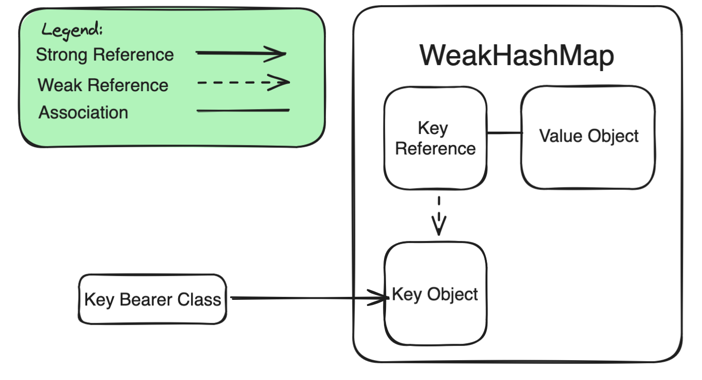 Legend:
Strong Reference
Weak Reference
Association
WeakHashMap
Key
Reference
Value Object
Key Bearer Class
Key Object